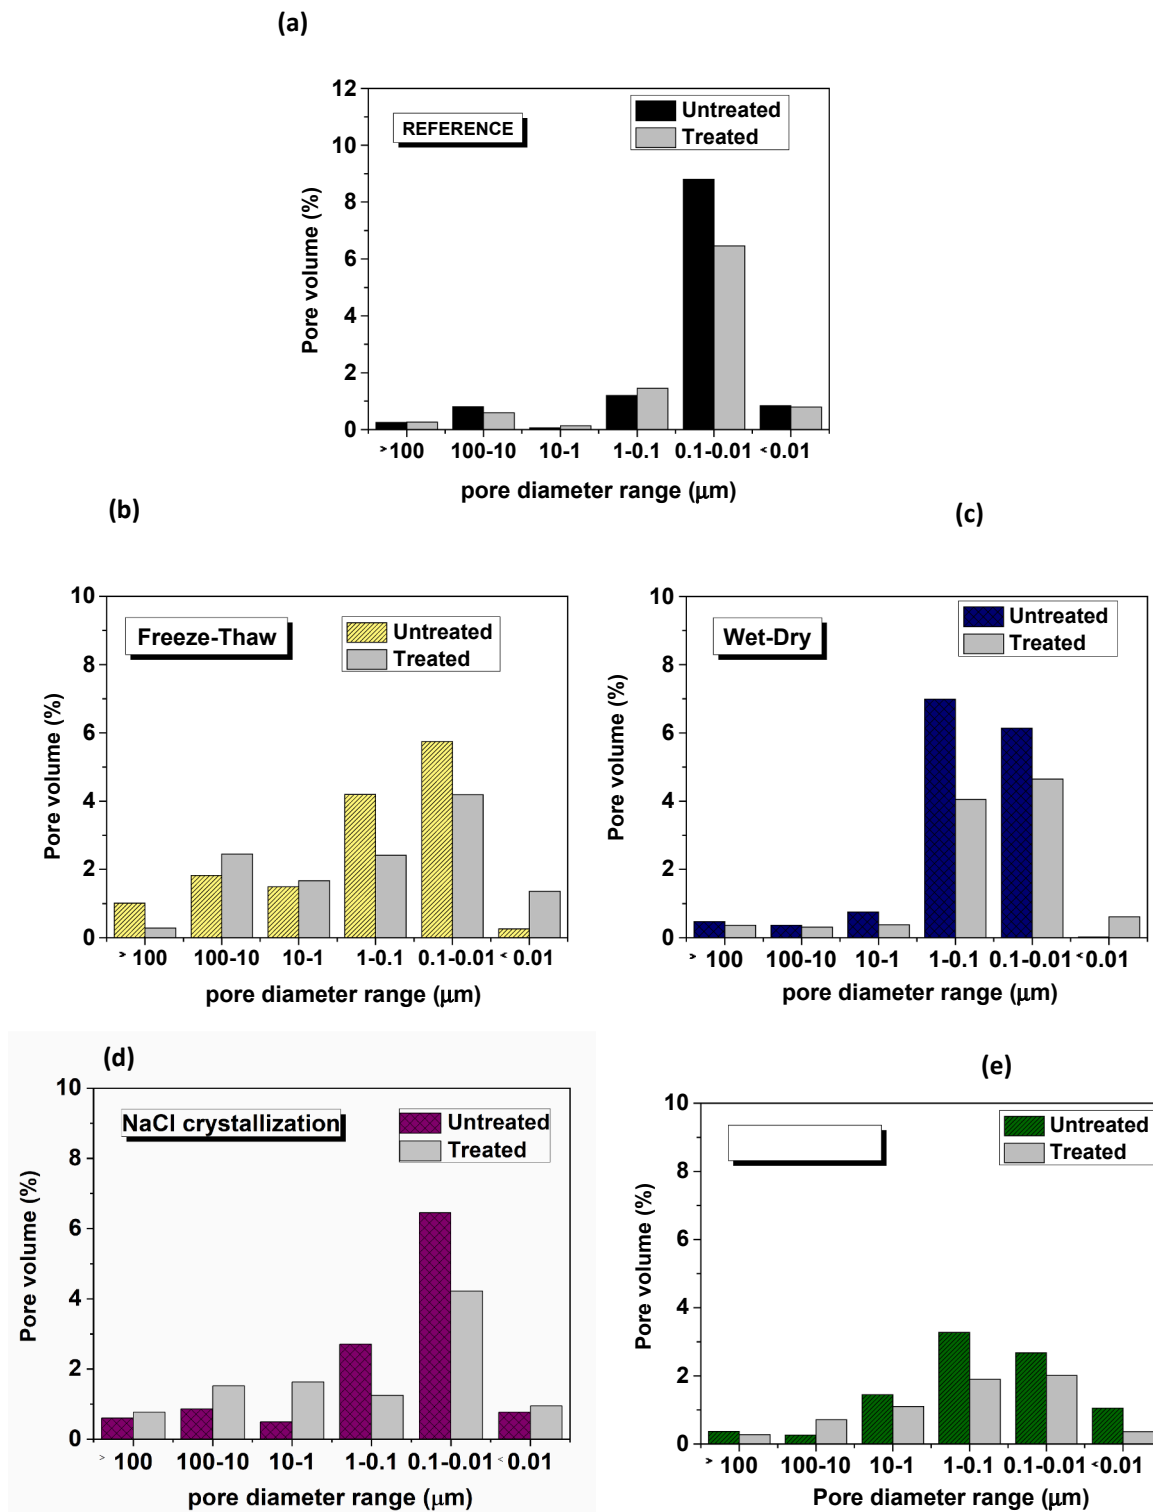 (a)
12
10
8
6
4
2
0
Pore volume (%)
REFERENCE
Untreated
Treated
>100 100-10 10-1 1-0.1 0.1-0.01 <0.01
pore diameter range (μm)
(b)
10
8
6
4
2
0
Pore volume (%)
Freeze-Thaw
Untreated
Treated
> 100 100-10 10-1 1-0.1 0.1-0.01 < 0.01
pore diameter range (μm)
(c)
10
8
6
4
2
0
Pore volume (%)
Wet-Dry
Untreated
Treated
> 100 100-10 10-1 1-0.1 0.1-0.01 <0.01
pore diameter range (μm)
(d)
10
8
6
4
2
0
Pore volume (%)
NaCl crystallization
Untreated
Treated
> 100 100-10 10-1 1-0.1 0.1-0.01 < 0.01
pore diameter range (μm)
(e)
10
8
6
4
2
0
Pore volume (%)
Untreated
Treated
> 100 100-10 10-1 1-0.1 0.1-0.01 <0.01
Pore diameter range (μm)